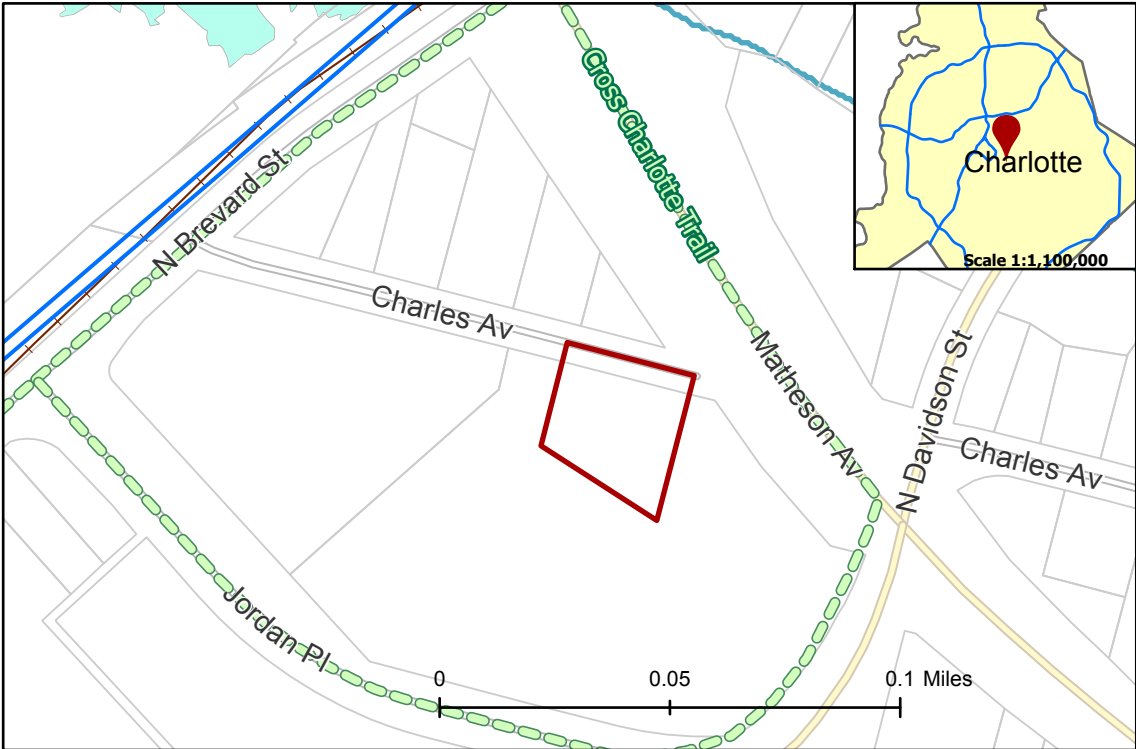 Cross Charlotte Trail
Charlotte
Scale 1:1,100,000
N Brevard St
Charles Av
Matheson Av
N Davidson St
Charles Av
Jordan Pl
0 0.05 0.1 Miles